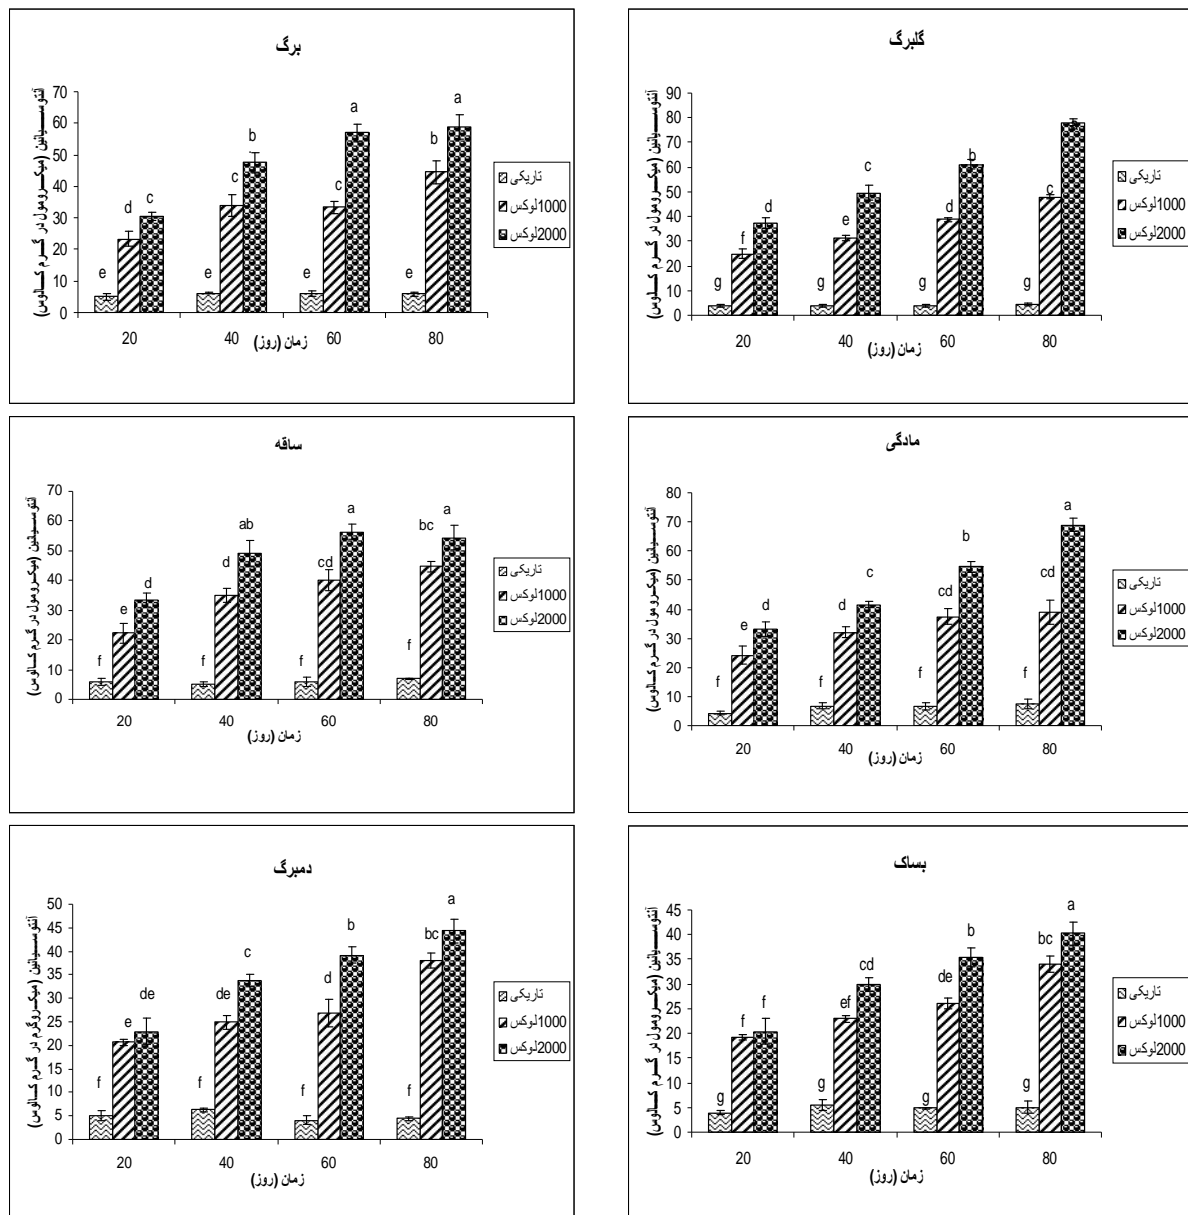 برگ
آنتوسیانین (میکرومول در گرم کالوس)
70
60
50
40
30
20
10
0
e
d
c
e
c
b
e
c
a
e
b
a
20
40
60
80
زمان (روز)
تاریکی
1000لوکس
2000لوکس
گلبرگ
آنتوسیانین (میکرومول در گرم کالوس)
90
80
70
60
50
40
30
20
10
0
g
f
d
g
e
c
g
d
b
g
c
a
20
40
60
80
زمان (روز)
تاریکی
1000لوکس
2000لوکس
ساقه
آنتوسیانین (میکرومول در گرم کالوس)
70
60
50
40
30
20
10
0
f
e
d
f
d
ab
f
cd
a
f
bc
a
20
40
60
80
زمان (روز)
تاریکی
1000لوکس
2000لوکس
مادگی
آنتوسیانین (میکرومول در گرم کالوس)
80
70
60
50
40
30
20
10
0
f
e
d
f
d
c
f
cd
b
f
cd
a
20
40
60
80
زمان (روز)
تاریکی
1000لوکس
2000لوکس
دمبرگ
آنتوسیانین (میکروگرم در گرم کالوس)
50
45
40
35
30
25
20
15
10
5
0
f
e
de
f
de
c
f
d
b
f
bc
a
20
40
60
80
زمان (روز)
تاریکی
1000لوکس
2000لوکس
بساک
آنتوسیانین (میکرومول در گرم کالوس)
45
40
35
30
25
20
15
10
5
0
g
f
f
g
ef
cd
g
de
b
g
bc
a
20
40
60
80
زمان (روز)
تاریکی
1000لوکس
2000لوکس